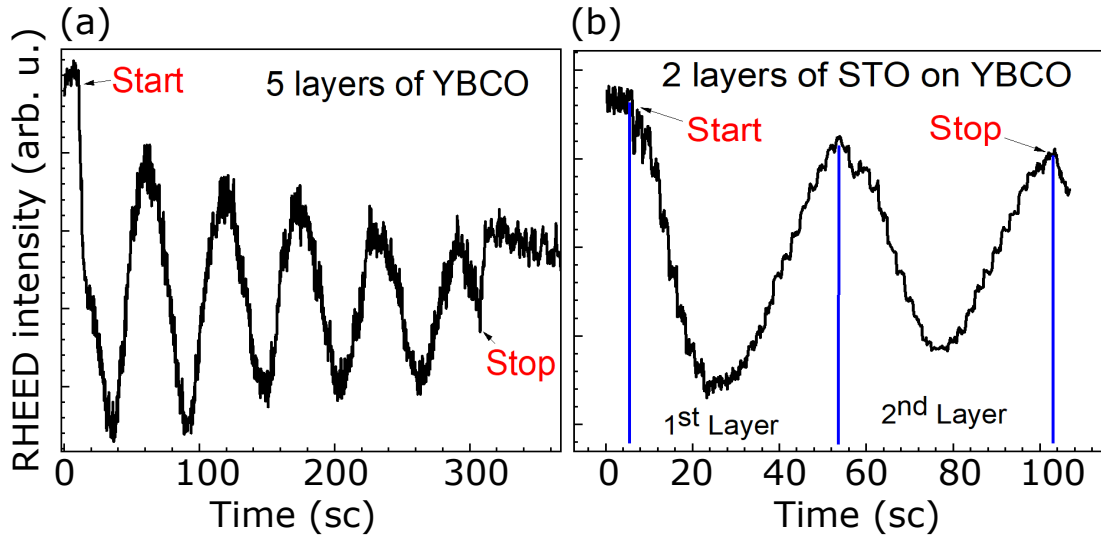 (a)
(b)
RHEED intensity (arb. u.)
Start
5 layers of YBCO
Stop
0 100 200 300
Time (sc)
2 layers of STO on YBCO
Start
Stop
1st Layer
2nd Layer
0 20 40 60 80 100
Time (sc)